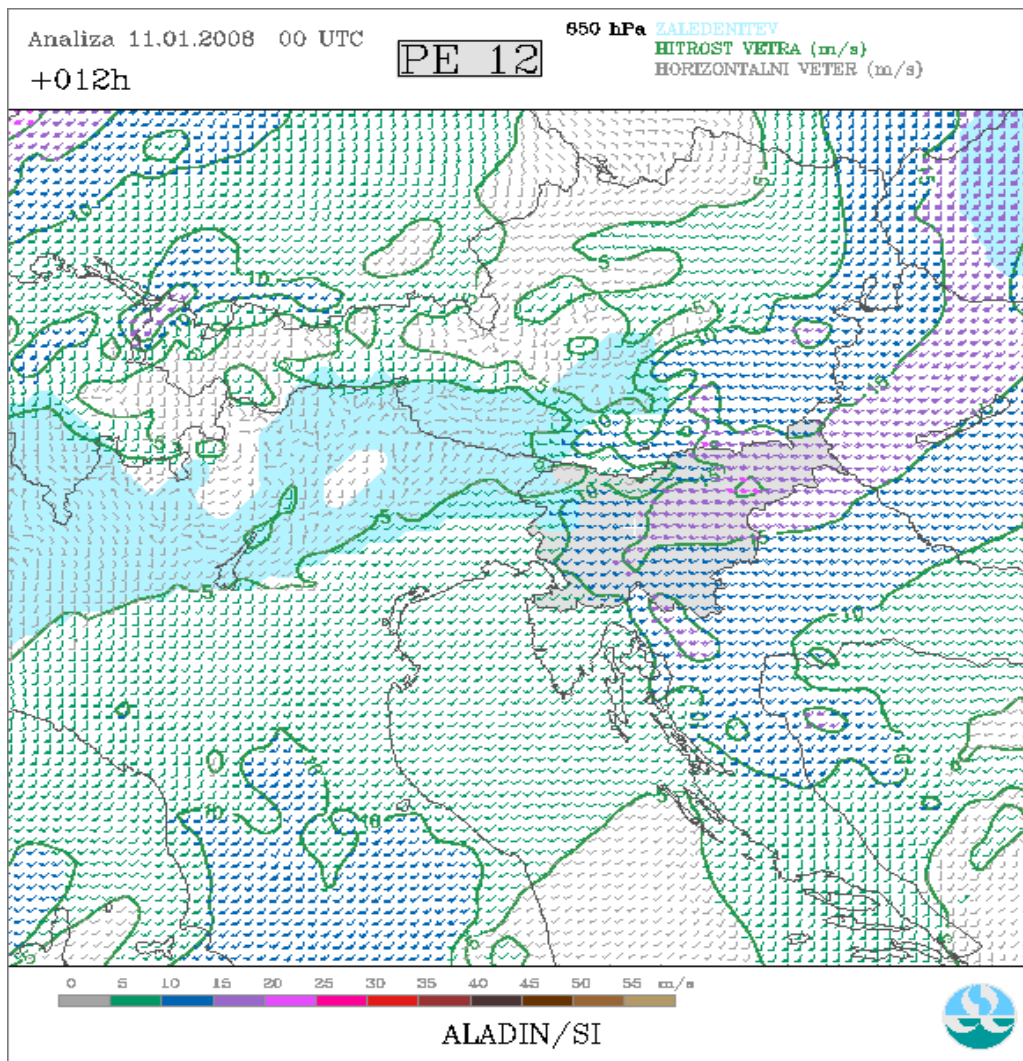 Analiza 11.01.2008 00 UTC
+012h
PE 12
850 hPa ZALEDENITEV
HITROST VETRA (m/s)
HORIZONTALNI VETER (m/s)
0 5 10 15 20 25 30 35 40 45 50 55 m/s
ALADIN/SI